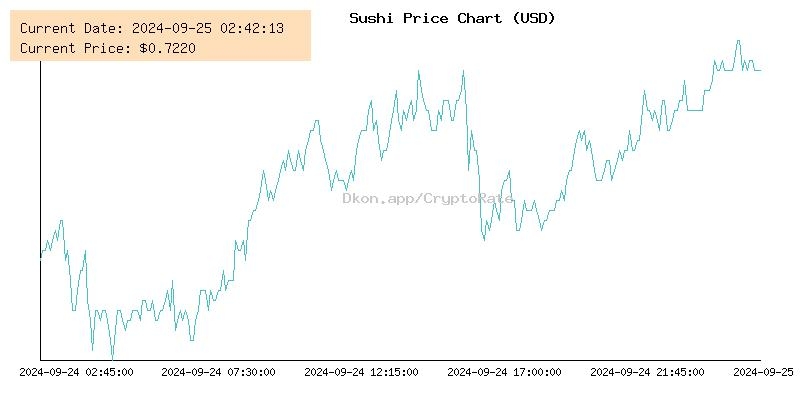 Sushi Price Chart (USD)
Current Date: 2024-09-25 02:42:13
Current Price: $0.7220
Dkon.app/CryptoRate
2024-09-24 02:45:00 2024-09-24 07:30:00 2024-09-24 12:15:00 2024-09-24 17:00:00 2024-09-24 21:45:00 2024-09-25